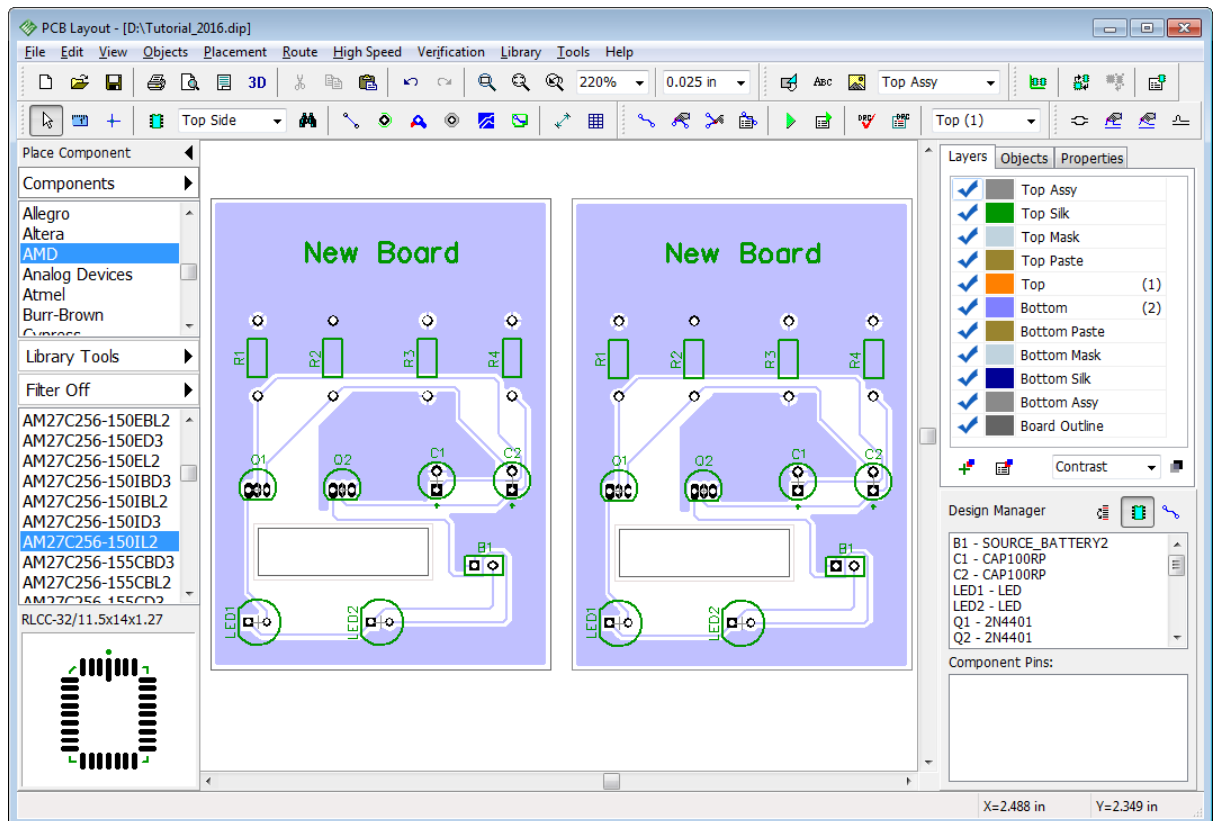 PCB Layout - [D:\Tutorial_2016.dip]
File Edit View Objects Placement Route High Speed Verification Library Tools Help
3D 220% 0.025 in ABC Top Assy
Top Side DRC DRC Top (1)
Place Component
Components
Allegro
Altera
AMD
Analog Devices
Atmel
Burr-Brown
Cypress
Library Tools
Filter Off
AM27C256-150EBL2
AM27C256-150ED3
AM27C256-150EL2
AM27C256-150IBD3
AM27C256-150IBL2
AM27C256-150ID3
AM27C256-150IL2
AM27C256-155CBD3
AM27C256-155CBL2
AM27C256-155CCD3
RLCC-32/11.5x14x1.27
New Board
R1 R2 R3 R4
Q1 Q2 C1 C2
B1
LED1 LED2
New Board
R1 R2 R3 R4
Q1 Q2 C1 C2
B1
LED1 LED2
Layers Objects Properties
Top Assy
Top Silk
Top Mask
Top Paste
Top (1)
Bottom (2)
Bottom Paste
Bottom Mask
Bottom Silk
Bottom Assy
Board Outline
Contrast
Design Manager
B1 - SOURCE_BATTERY2
C1 - CAP100RP
C2 - CAP100RP
LED1 - LED
LED2 - LED
Q1 - 2N4401
Q2 - 2N4401
Component Pins:
X=2.488 in Y=2.349 in